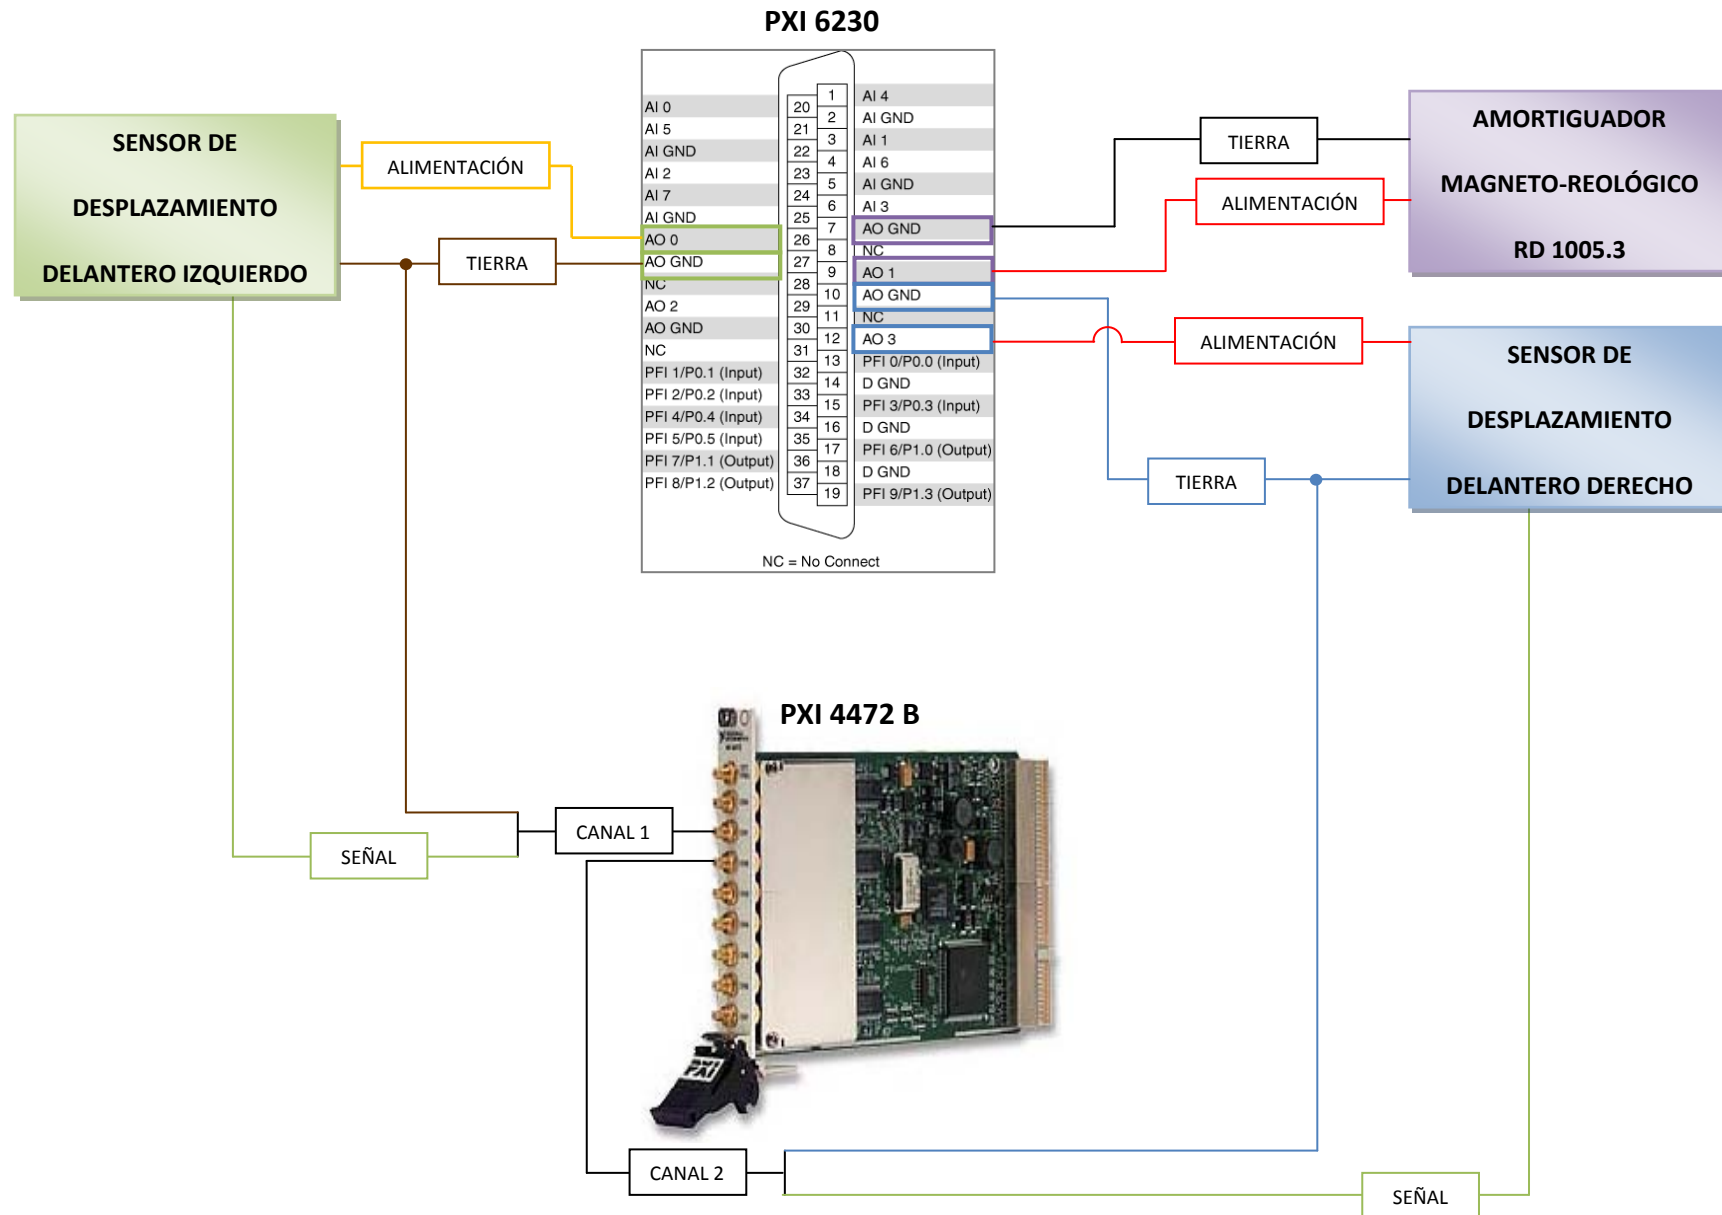 PXI 6230
SENSOR DE
DESPLAZAMIENTO
DELANTERO IZQUIERDO
ALIMENTACIÓN
TIERRA
AI 0
AI 5
AI GND
AI 2
AI 7
AI GND
AO 0
AO GND
NC
AO 2
AO GND
NC
PFI 1/P0.1 (Input)
PFI 2/P0.2 (Input)
PFI 4/P0.4 (Input)
PFI 5/P0.5 (Input)
PFI 7/P1.1 (Output)
PFI 8/P1.2 (Output)
20
21
22
23
24
25
26
27
28
29
30
31
32
33
34
35
36
37
1
2
3
4
5
6
7
8
9
10
11
12
13
14
15
16
17
18
19
AI 4
AI GND
AI 1
AI 6
AI GND
AI 3
AO GND
NC
AO 1
AO GND
NC
AO 3
PFI 0/P0.0 (Input)
D GND
PFI 3/P0.3 (Input)
D GND
PFI 6/P1.0 (Output)
D GND
PFI 9/P1.3 (Output)
NC = No Connect
TIERRA
ALIMENTACIÓN
AMORTIGUADOR
MAGNETO-REOLÓGICO
RD 1005.3
ALIMENTACIÓN
TIERRA
SENSOR DE
DESPLAZAMIENTO
DELANTERO DERECHO
PXI 4472 B
CANAL 1
SEÑAL
PXI
CANAL 2
SEÑAL